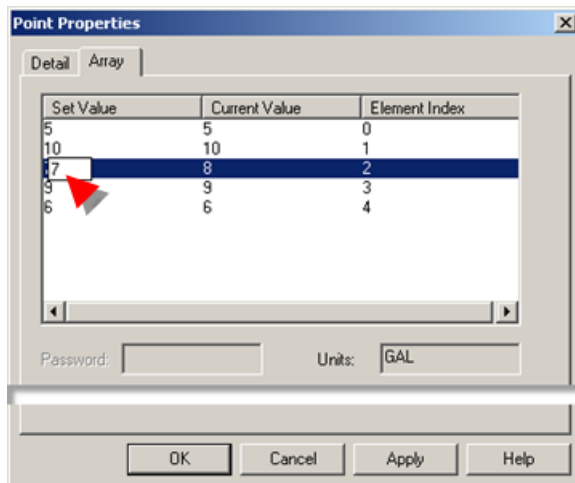 Point Properties
Detail Array
Set Value Current Value Element Index
5 5 0
10 10 1
7 8 2
9 9 3
6 6 4
Password: Units: GAL
OK Cancel Apply Help